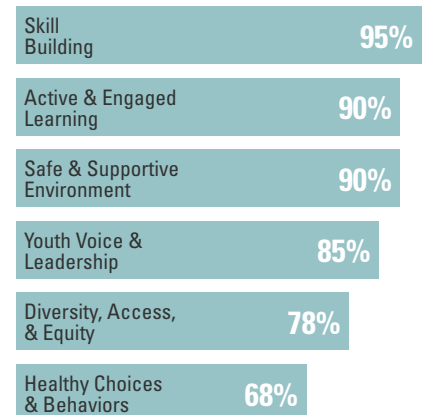 Skill
Building
95%
Active & Engaged
Learning
90%
Safe & Supportive
Environment
90%
Youth Voice &
Leadership
85%
Diversity, Access,
& Equity
78%
Healthy Choices
& Behaviors
68%